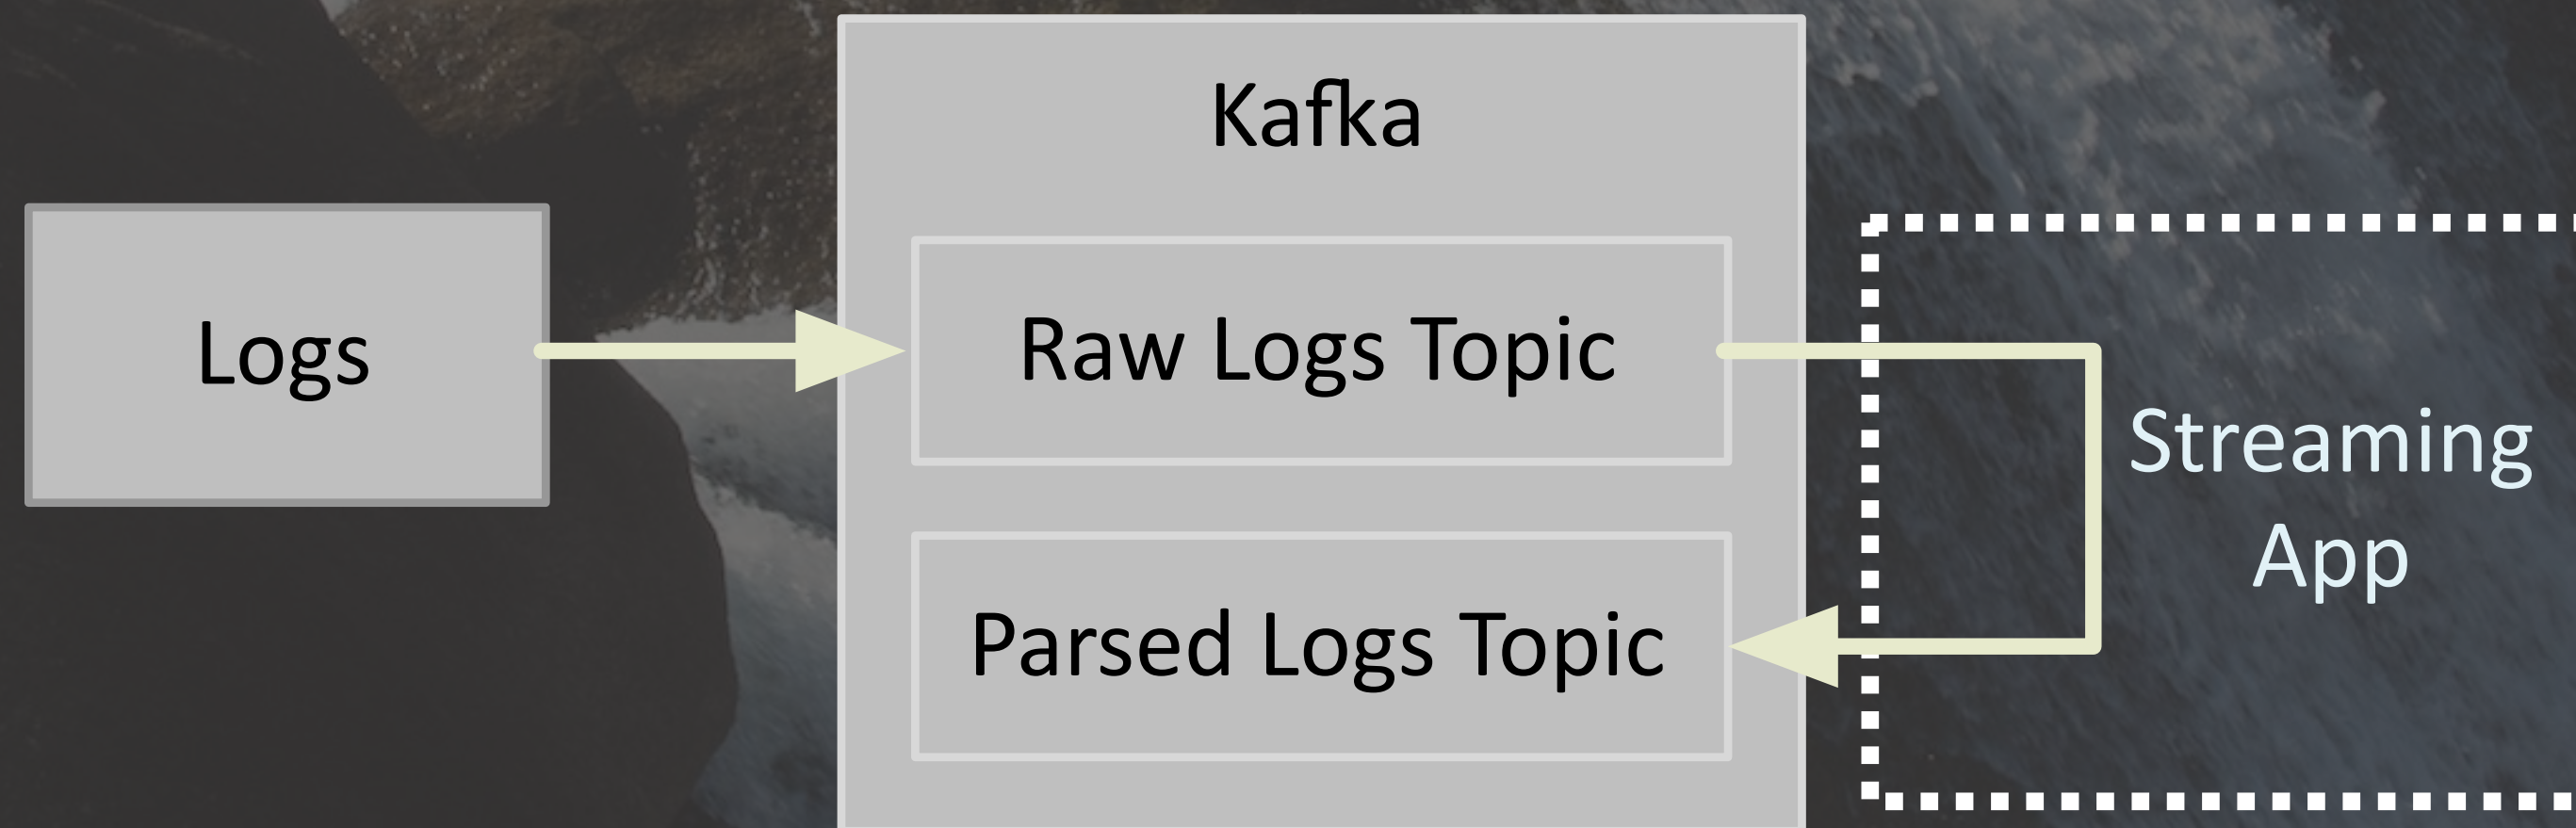 Kafka
Logs
Raw Logs Topic
Parsed Logs Topic
Streaming
App